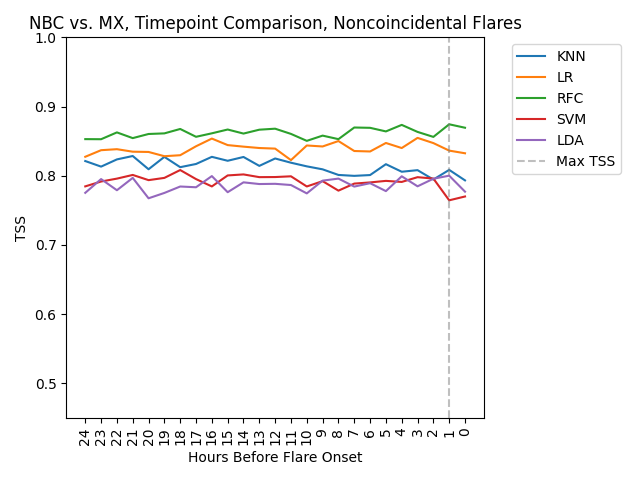 NBC vs. MX, Timepoint Comparison, Noncoincidental Flares
1.0
0.9
0.8
0.7
0.6
0.5
TSS
24 23 22 21 20 19 18 17 16 15 14 13 12 11 10 9 8 7 6 5 4 3 2 1 0
Hours Before Flare Onset
KNN
LR
RFC
SVM
LDA
Max TSS